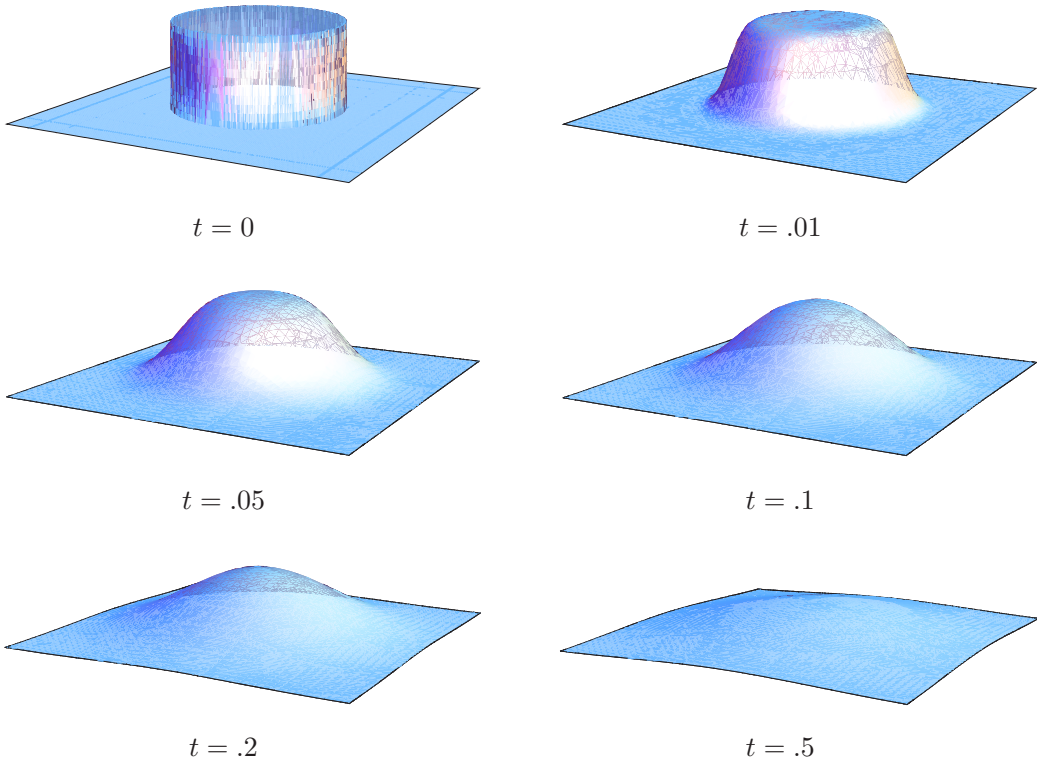 t = 0
t = .01
t = .05
t = .1
t = .2
t = .5